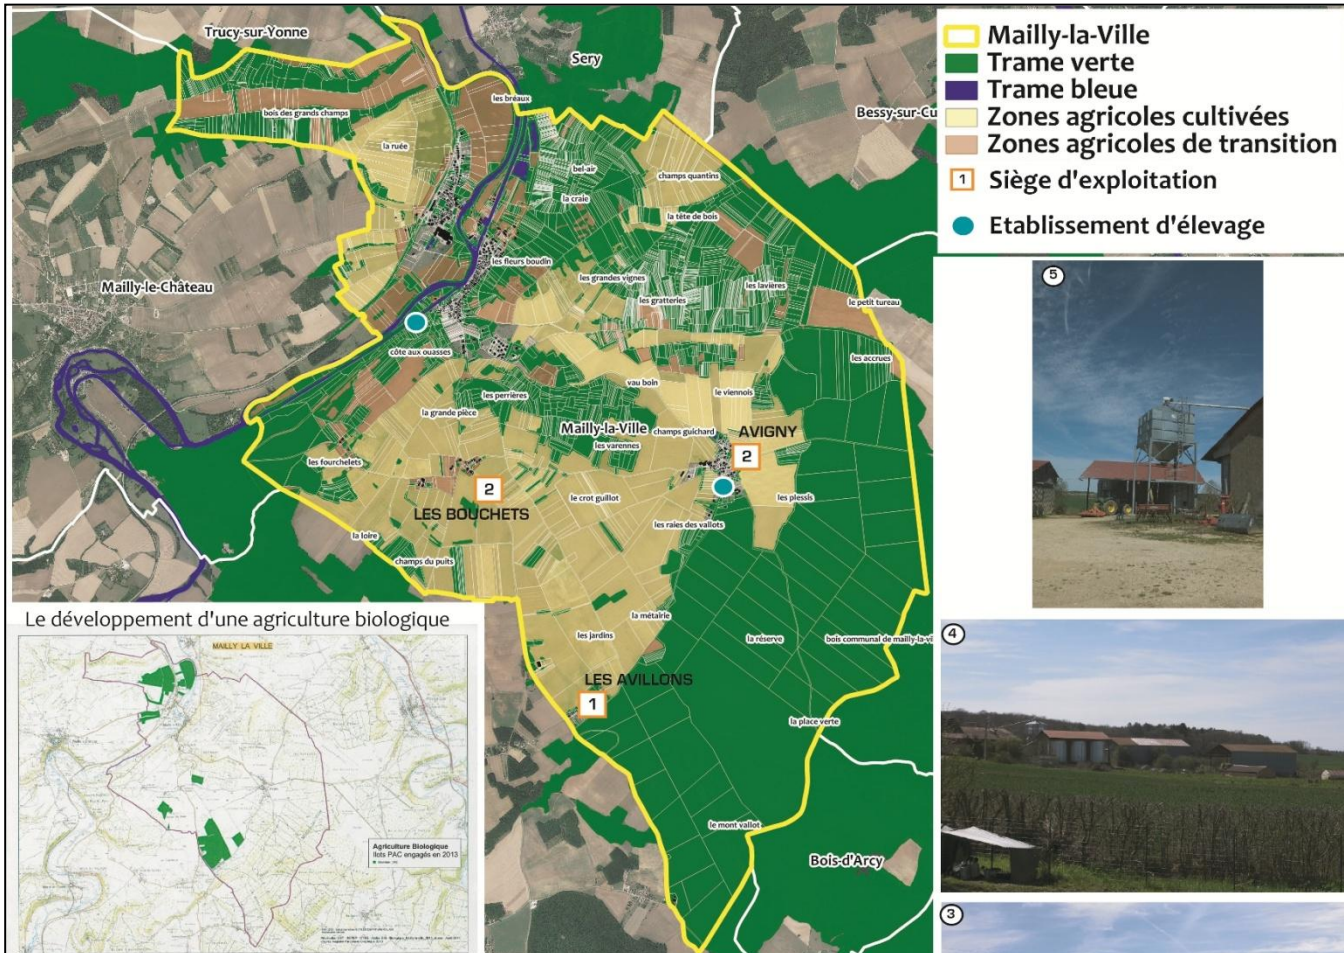 Trucy-sur-Yonne
Sery
Bessy-sur-Cu
Mailly-la-Ville
Trame verte
Trame bleue
Zones agricoles cultivées
Zones agricoles de transition
1 Siège d'exploitation
Etablissement d'élevage
les bréaux
bois des grands champs
la ruée
bel-air
champs quantins
la craie
la tête de bois
les fleurs boudin
les grandes vignes
les gratteries
les lavières
Mailly-le-Château
le petit tureau
côte aux ouasses
les accrues
vau boin
les perrières
le viennois
la grande pièce
Mailly-la-Ville
champs guichard
AVIGNY
les varennes
2
les fourchelets
2
LES BOUCHETS
le crot guillot
les plessis
les raies des vallots
la loire
champs du puits
la métairie
les jardins
la réserve
bois communal de mailly-la-vi
LES AVILLONS
1
la place verte
le mont vallot
Bois-d'Arcy
Le développement d'une agriculture biologique
MAILLY LA VILLE
Agriculture Biologique
Ilots PAC engagés en 2013
5
4
3